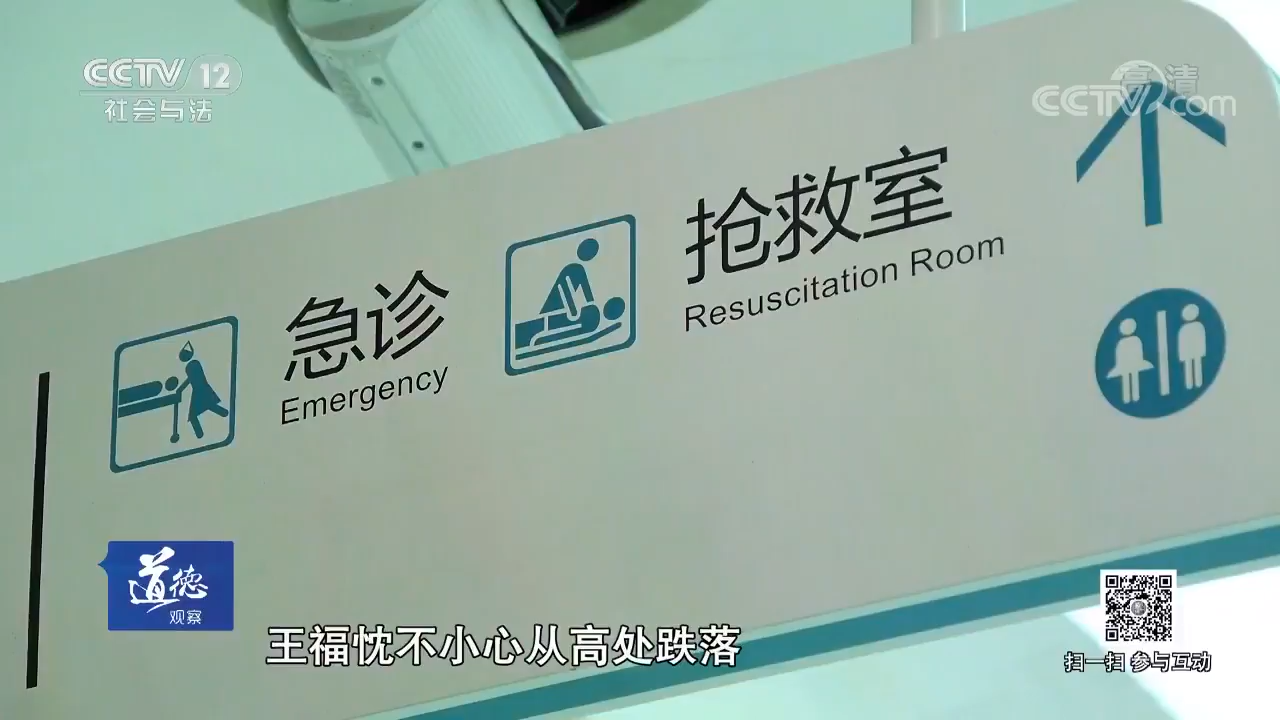 CCTV 12
社会与法
高清
CCTV.com
急诊
Emergency
抢救室
Resuscitation Room
道德
观察
王福忱不小心从高处跌落
扫一扫 参与互动